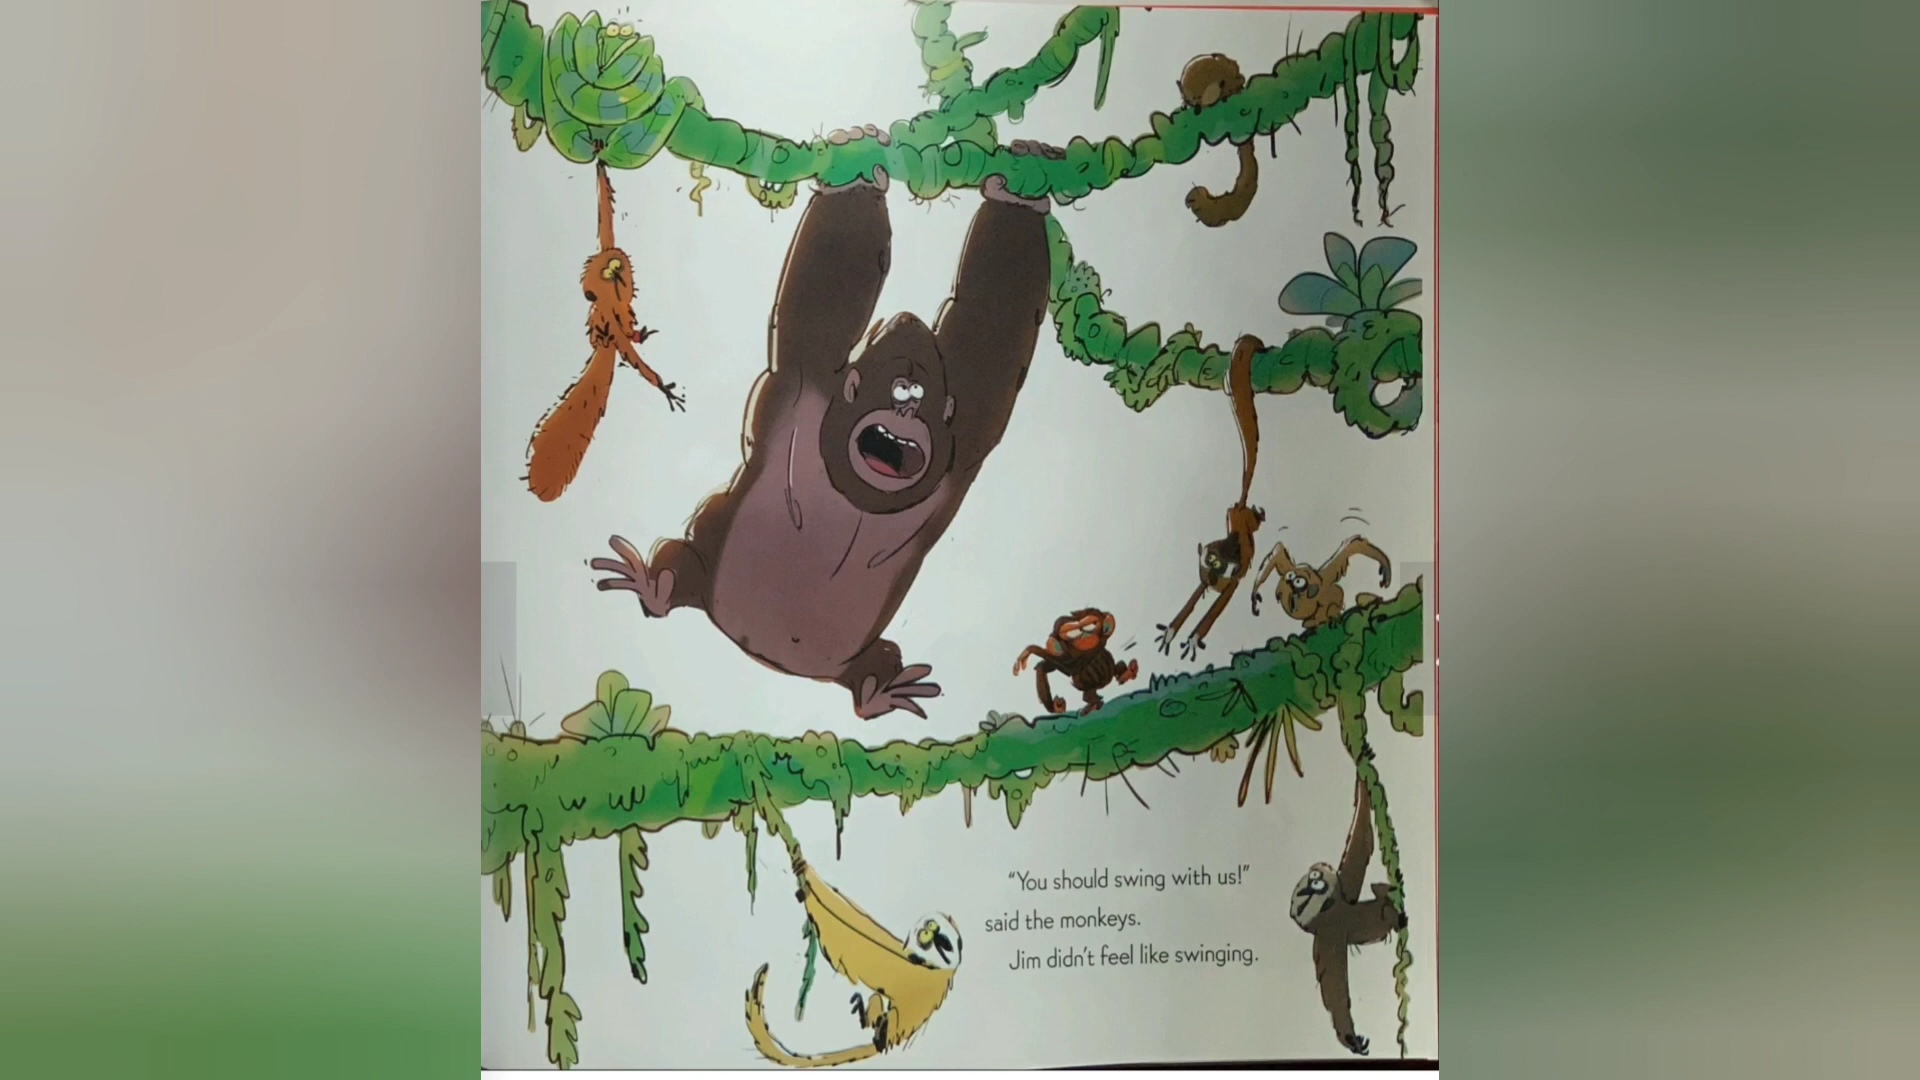 “You should swing with us!”
said the monkeys.
Jim didn’t feel like swinging.